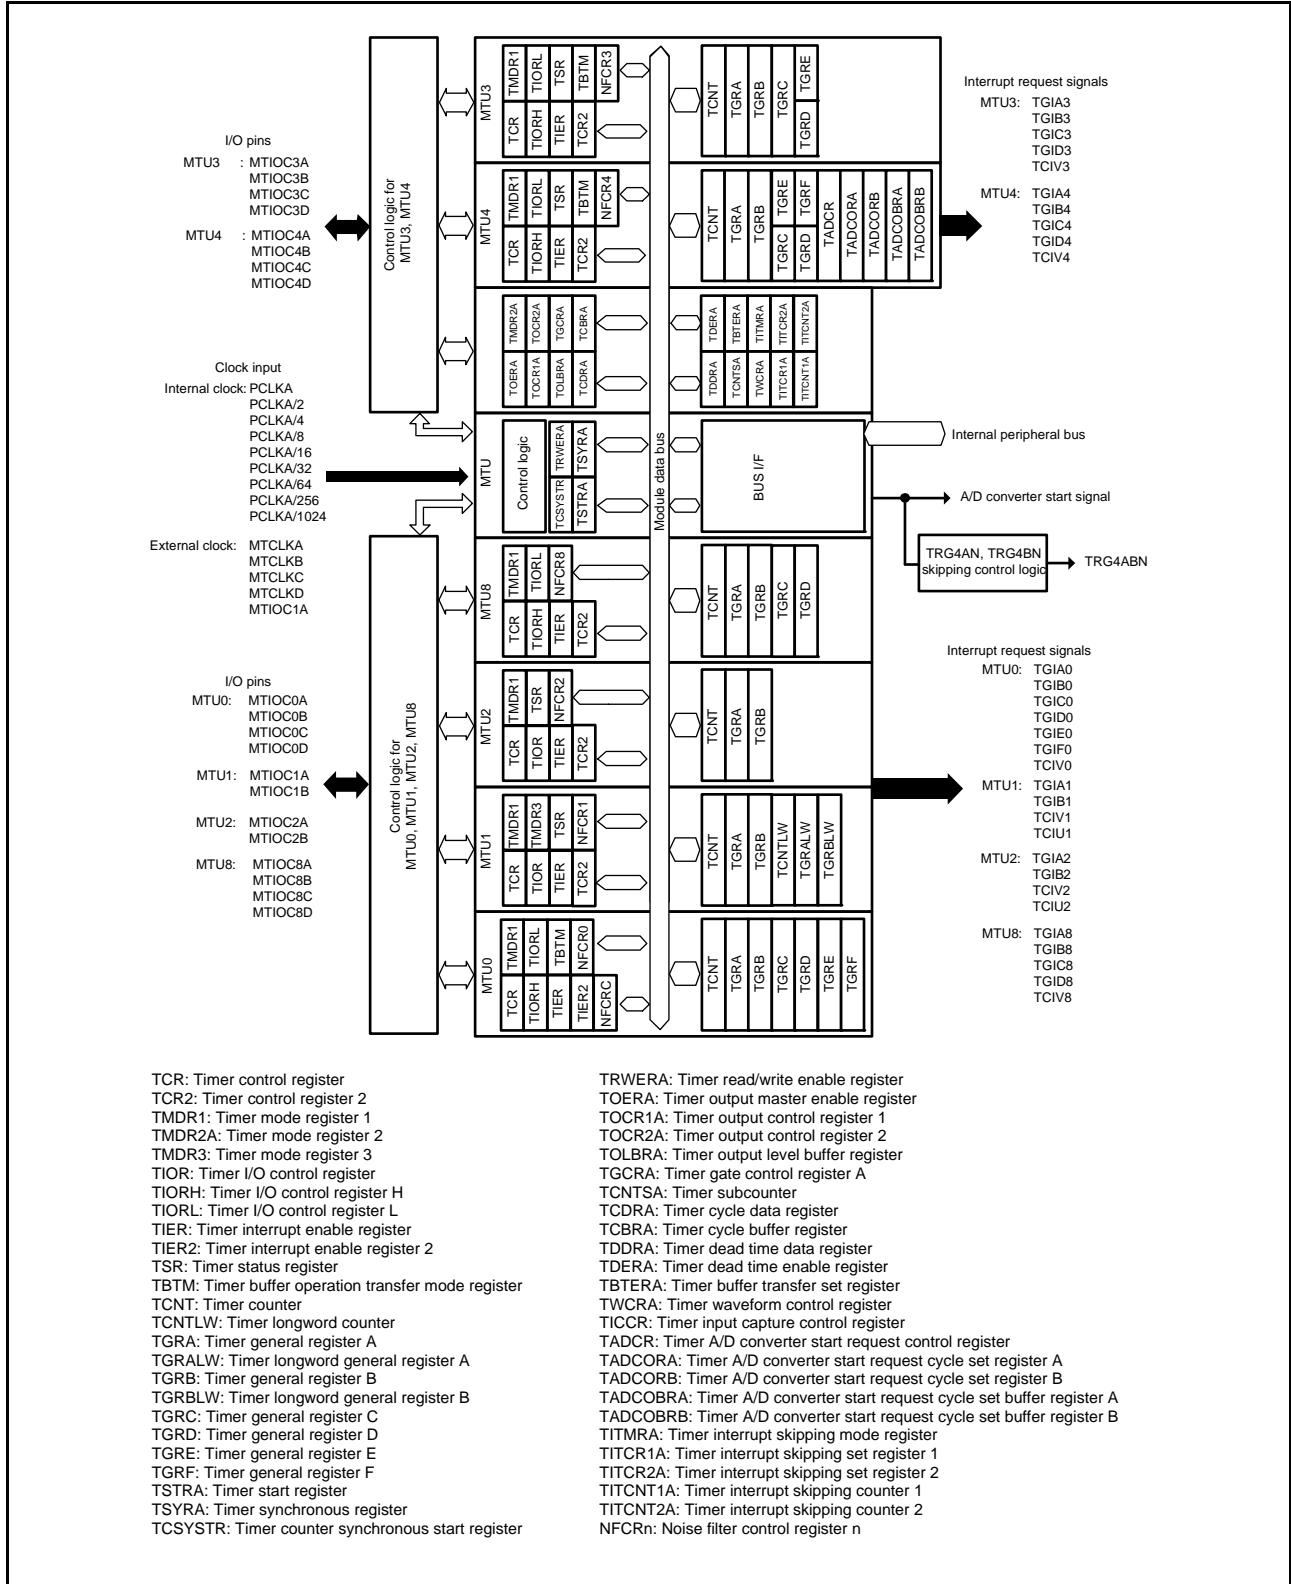 I/O pins
MTU3 : MTIOC3A
MTIOC3B
MTIOC3C
MTIOC3D
MTU4 : MTIOC4A
MTIOC4B
MTIOC4C
MTIOC4D
Clock input
Internal clock: PCLKA
PCLKA/2
PCLKA/4
PCLKA/8
PCLKA/16
PCLKA/32
PCLKA/64
PCLKA/256
PCLKA/1024
External clock: MTCLKA
MTCLKB
MTCLKC
MTCLKD
MTIOC1A
I/O pins
MTU0: MTIOC0A
MTIOC0B
MTIOC0C
MTIOC0D
MTU1: MTIOC1A
MTIOC1B
MTU2: MTIOC2A
MTIOC2B
MTU8: MTIOC8A
MTIOC8B
MTIOC8C
MTIOC8D
Control logic for
MTU3, MTU4
Control logic for
MTU0, MTU1, MTU2, MTU8
MTU3
TMDR1 TIORL TSR TBTM NFCR3
TCR TIORH TIER TCR2
TCNT TGRA TGRB TGRC TGRE
TGRD
MTU4
TMDR1 TIORL TSR TBTM NFCR4
TCR TIORH TIER TCR2
TCNT TGRA TGRB TGRE TGRF TADCR TADCORA TADCORB TADCOBRA TADCOBRB
TGRC TGRD
TMDR2A TOCR2A TGCRA TCBRA
TOERA TOCR1A TOLBRA TCDRA
TDERA TBTERA TITMRA TITCR2A TITCNT2A
TDDRA TCNTSA TWCRA TITCR1A TITCNT1A
MTU
Control logic
TRWERA TSYRA
TCSYSTR TSTRA
Module data bus
BUS I/F
MTU8
TMDR1 TIORL NFCR8
TCR TIORH TIER TCR2
TCNT TGRA TGRB TGRC TGRD
MTU2
TMDR1 TSR NFCR2
TCR TIOR TIER TCR2
TCNT TGRA TGRB
MTU1
TMDR1 TMDR3 TSR NFCR1
TCR TIOR TIER TCR2
TCNT TGRA TGRB TCNTLW TGRALW TGRBLW
MTU0
TMDR1 TIORL TBTM NFCR0
TCR TIORH TIER TIER2 NFCRC
TCNT TGRA TGRB TGRC TGRD TGRE TGRF
Interrupt request signals
MTU3: TGIA3
TGIB3
TGIC3
TGID3
TCIV3
MTU4: TGIA4
TGIB4
TGIC4
TGID4
TCIV4
Internal peripheral bus
A/D converter start signal
TRG4AN, TRG4BN
skipping control logic
TRG4ABN
Interrupt request signals
MTU0: TGIA0
TGIB0
TGIC0
TGID0
TGIE0
TGIF0
TCIV0
MTU1: TGIA1
TGIB1
TCIV1
TCIU1
MTU2: TGIA2
TGIB2
TCIV2
TCIU2
MTU8: TGIA8
TGIB8
TGIC8
TGID8
TCIV8
TCR: Timer control register
TCR2: Timer control register 2
TMDR1: Timer mode register 1
TMDR2A: Timer mode register 2
TMDR3: Timer mode register 3
TIOR: Timer I/O control register
TIORH: Timer I/O control register H
TIORL: Timer I/O control register L
TIER: Timer interrupt enable register
TIER2: Timer interrupt enable register 2
TSR: Timer status register
TBTM: Timer buffer operation transfer mode register
TCNT: Timer counter
TCNTLW: Timer longword counter
TGRA: Timer general register A
TGRALW: Timer longword general register A
TGRB: Timer general register B
TGRBLW: Timer longword general register B
TGRC: Timer general register C
TGRD: Timer general register D
TGRE: Timer general register E
TGRF: Timer general register F
TSTRA: Timer start register
TSYRA: Timer synchronous register
TCSYSTR: Timer counter synchronous start register
TRWERA: Timer read/write enable register
TOERA: Timer output master enable register
TOCR1A: Timer output control register 1
TOCR2A: Timer output control register 2
TOLBRA: Timer output level buffer register
TGCRA: Timer gate control register A
TCNTSA: Timer subcounter
TCDRA: Timer cycle data register
TCBRA: Timer cycle buffer register
TDDRA: Timer dead time data register
TDERA: Timer dead time enable register
TBTERA: Timer buffer transfer set register
TWCRA: Timer waveform control register
TICCR: Timer input capture control register
TADCR: Timer A/D converter start request control register
TADCORA: Timer A/D converter start request cycle set register A
TADCORB: Timer A/D converter start request cycle set register B
TADCOBRA: Timer A/D converter start request cycle set buffer register A
TADCOBRB: Timer A/D converter start request cycle set buffer register B
TITMRA: Timer interrupt skipping mode register
TITCR1A: Timer interrupt skipping set register 1
TITCR2A: Timer interrupt skipping set register 2
TITCNT1A: Timer interrupt skipping counter 1
TITCNT2A: Timer interrupt skipping counter 2
NFCRn: Noise filter control register n